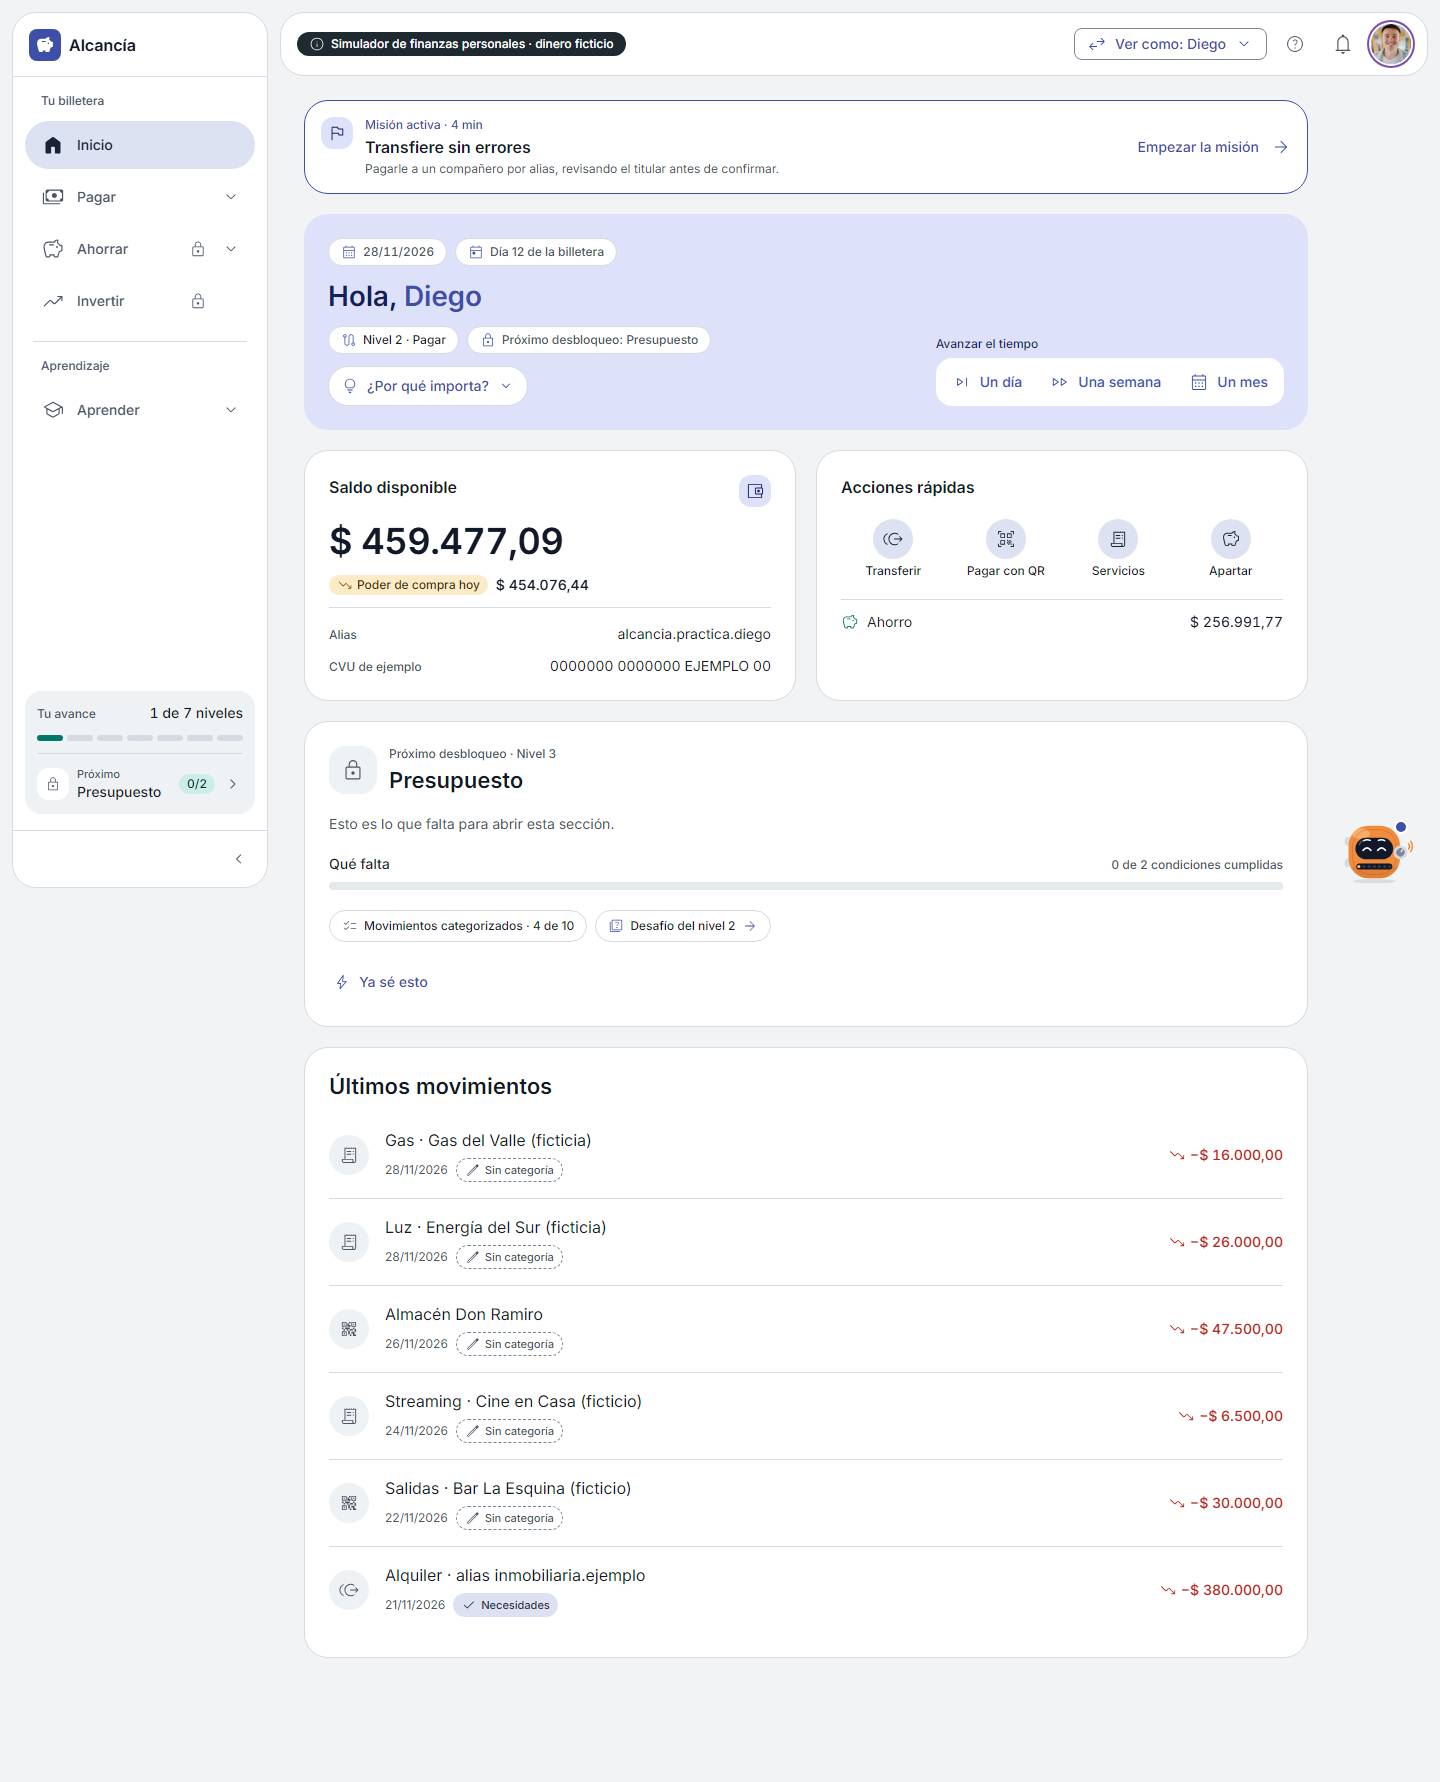 Alcancía
Tu billetera
Inicio
Pagar
Ahorrar
Invertir
Aprendizaje
Aprender
Tu avance
1 de 7 niveles
Próximo
Presupuesto
0/2
Simulador de finanzas personales · dinero ficticio
Ver como: Diego
Misión activa · 4 min
Transfiere sin errores
Pagarle a un compañero por alias, revisando el titular antes de confirmar.
Empezar la misión
28/11/2026
Día 12 de la billetera
Hola, Diego
Nivel 2 · Pagar
Próximo desbloqueo: Presupuesto
¿Por qué importa?
Avanzar el tiempo
Un día
Una semana
Un mes
Saldo disponible
$ 459.477,09
Poder de compra hoy
$ 454.076,44
Alias
alcancia.practica.diego
CVU de ejemplo
0000000 0000000 EJEMPLO 00
Acciones rápidas
Transferir
Pagar con QR
Servicios
Apartar
Ahorro
$ 256.991,77
Próximo desbloqueo · Nivel 3
Presupuesto
Esto es lo que falta para abrir esta sección.
Qué falta
0 de 2 condiciones cumplidas
Movimientos categorizados · 4 de 10
Desafío del nivel 2
Ya sé esto
Últimos movimientos
Gas · Gas del Valle (ficticia)
28/11/2026
Sin categoría
−$ 16.000,00
Luz · Energía del Sur (ficticia)
28/11/2026
Sin categoría
−$ 26.000,00
Almacén Don Ramiro
26/11/2026
Sin categoría
−$ 47.500,00
Streaming · Cine en Casa (ficticio)
24/11/2026
Sin categoría
−$ 6.500,00
Salidas · Bar La Esquina (ficticio)
22/11/2026
Sin categoría
−$ 30.000,00
Alquiler · alias inmobiliaria.ejemplo
21/11/2026
Necesidades
−$ 380.000,00